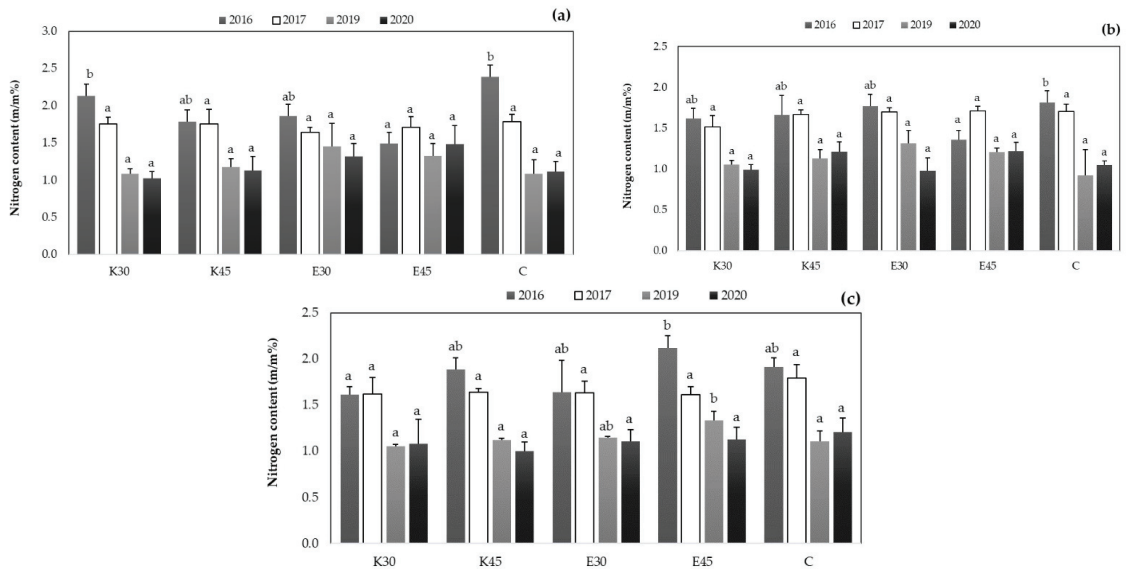 (a)
2016 2017 2019 2020
Nitrogen content (m/m%)
3.0
2.5
2.0
1.5
1.0
0.5
0.0
b a a a
ab a a a
ab a a a
a a a a
b a a a
K30 K45 E30 E45 C
(b)
2016 2017 2019 2020
Nitrogen content (m/m%)
2.5
2.0
1.5
1.0
0.5
0.0
ab a a a
ab a a a
ab a a a
a a a a
b a a a
K30 K45 E30 E45 C
(c)
2016 2017 2019 2020
Nitrogen content (m/m%)
2.5
2.0
1.5
1.0
0.5
0.0
a a a a
ab a a a
ab a ab a
b a b a
ab a a a
K30 K45 E30 E45 C